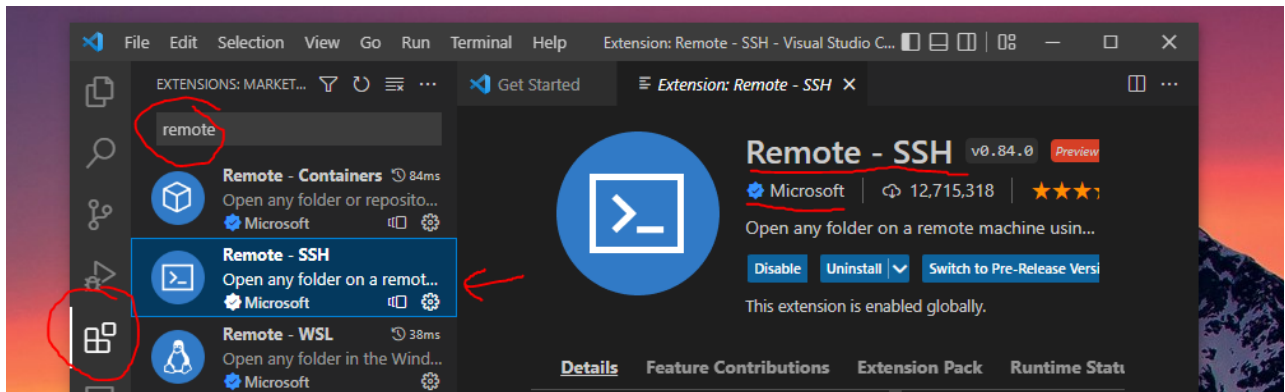 File Edit Selection View Go Run Terminal Help Extension: Remote - SSH - Visual Studio C...
EXTENSIONS: MARKET...
Get Started
Extension: Remote - SSH
remote
Remote - Containers 84ms
Open any folder or reposito...
Microsoft
Remote - SSH
Open any folder on a remot...
Microsoft
Remote - WSL 38ms
Open any folder in the Wind...
Microsoft
Remote - SSH v0.84.0 Preview
Microsoft 12,715,318
Open any folder on a remote machine usin...
Disable Uninstall Switch to Pre-Release Versi
This extension is enabled globally.
Details Feature Contributions Extension Pack Runtime Statu